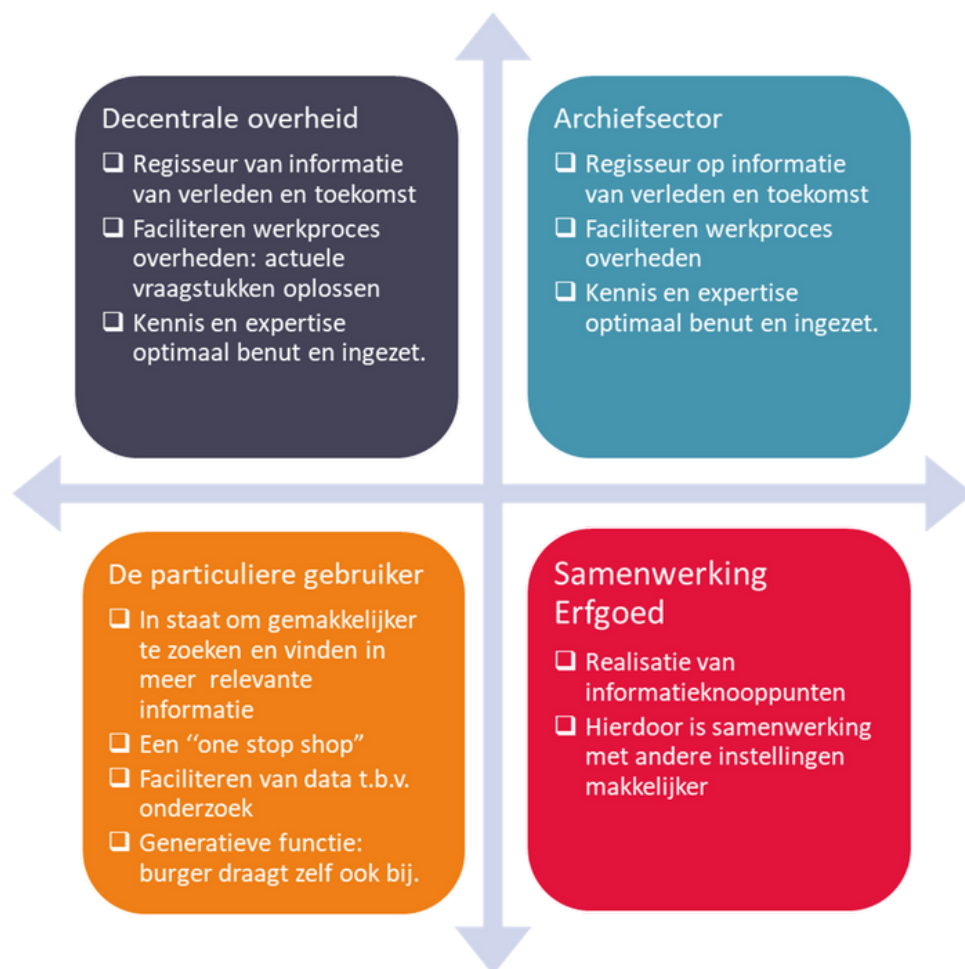 Decentrale overheid
❑ Regisseur van informatie
van verleden en toekomst
❑ Faciliteren werkproces
overheden: actuele
vraagstukken oplossen
❑ Kennis en expertise
optimaal benut en ingezet.
Archiefsector
❑ Regisseur op informatie
van verleden en toekomst
❑ Faciliteren werkproces
overheden
❑ Kennis en expertise
optimaal benut en ingezet.
De particuliere gebruiker
❑ In staat om gemakkelijker
te zoeken en vinden in
meer relevante
informatie
❑ Een “one stop shop”
❑ Faciliteren van data t.b.v.
onderzoek
❑ Generatieve functie:
burger draagt zelf ook bij.
Samenwerking
Erfgoed
❑ Realisatie van
informatieknooppunten
❑ Hierdoor is samenwerking
met andere instellingen
makkelijker